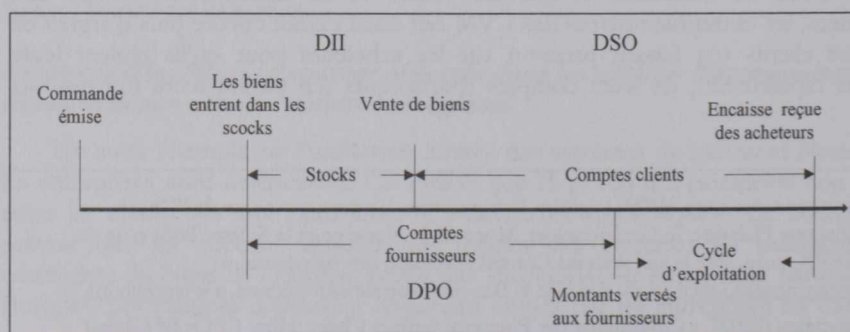 DII
DSO
Commande
émise
Les biens
entrent dans les
scocks
Vente de biens
Encaisse reçue
des acheteurs
Stocks
Comptes clients
Comptes
fournisseurs
DPO
Cycle
d'exploitation
Montants versés
aux fournisseurs